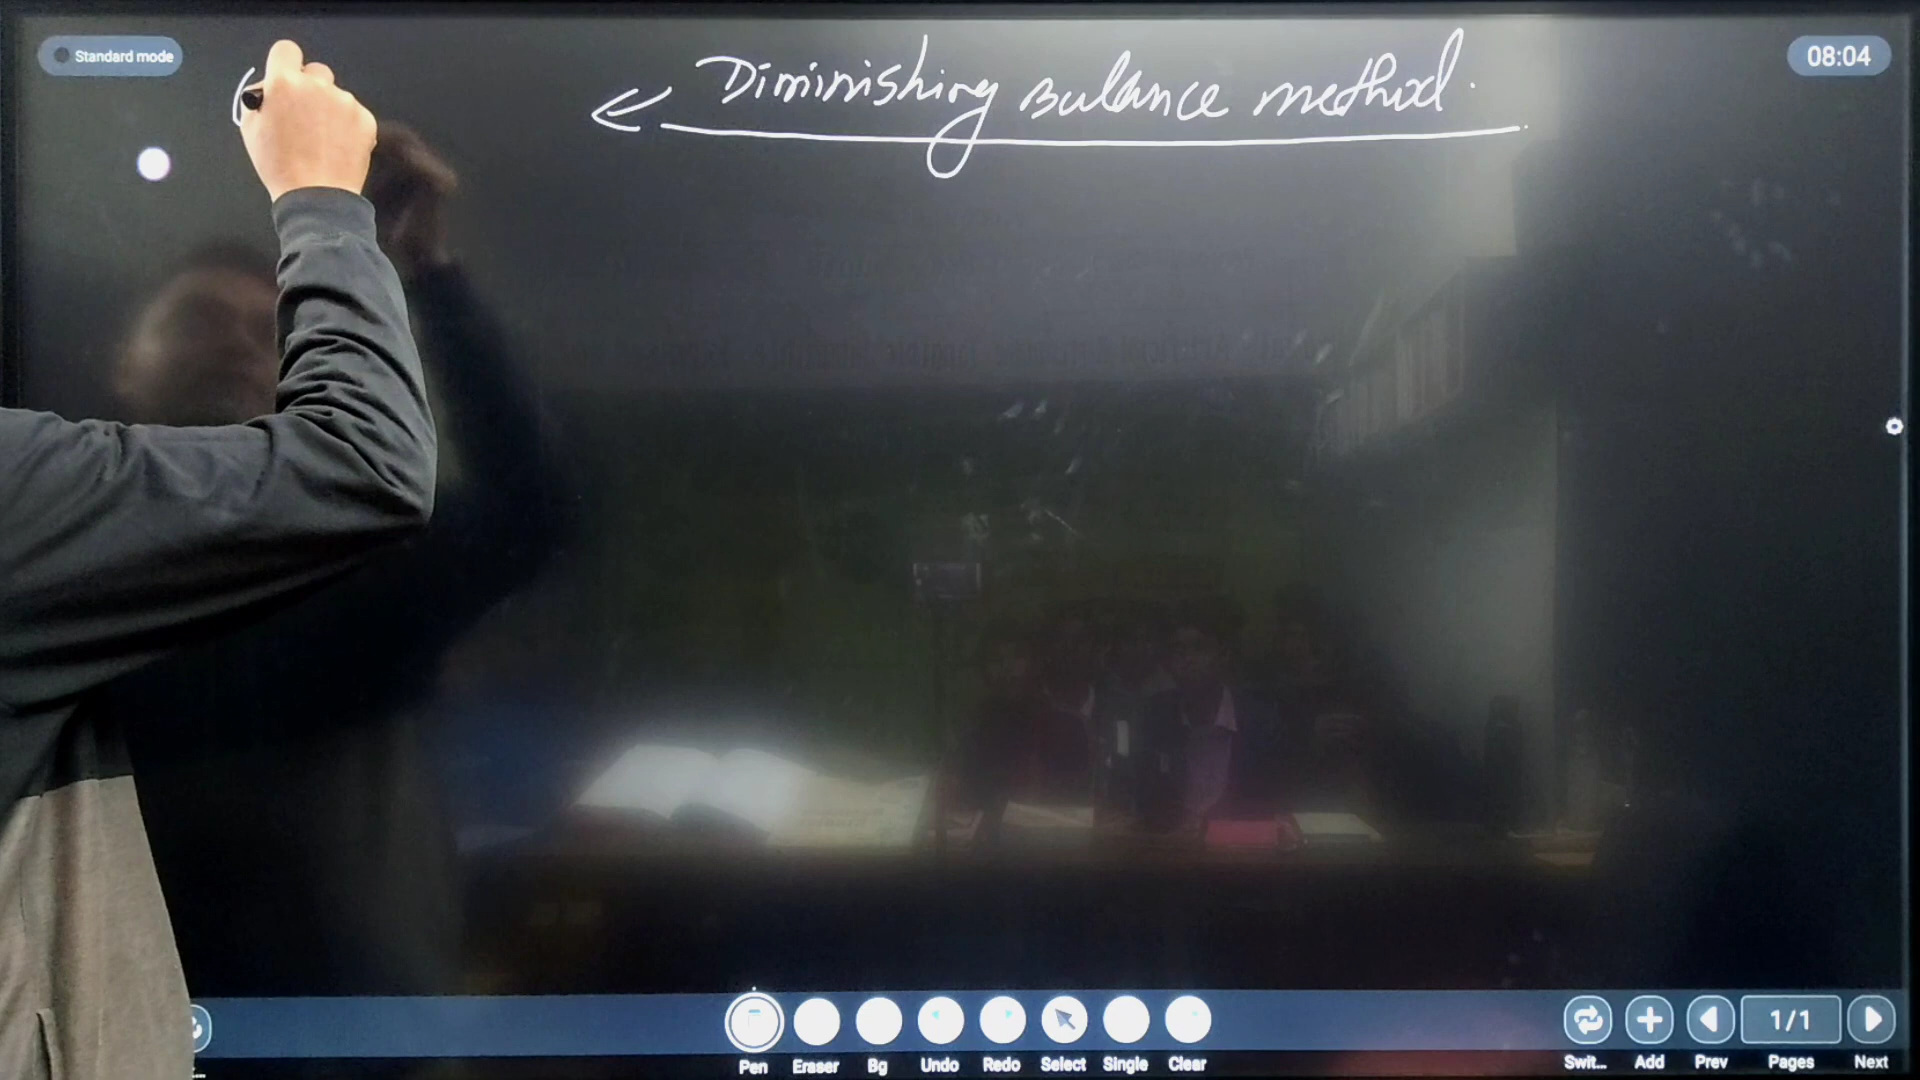 Standard mode
08:04
Diminishing Balance method.
Pen Eraser Bg Undo Redo Select Single Clear
Swit... Add Prev 1/1 Pages Next